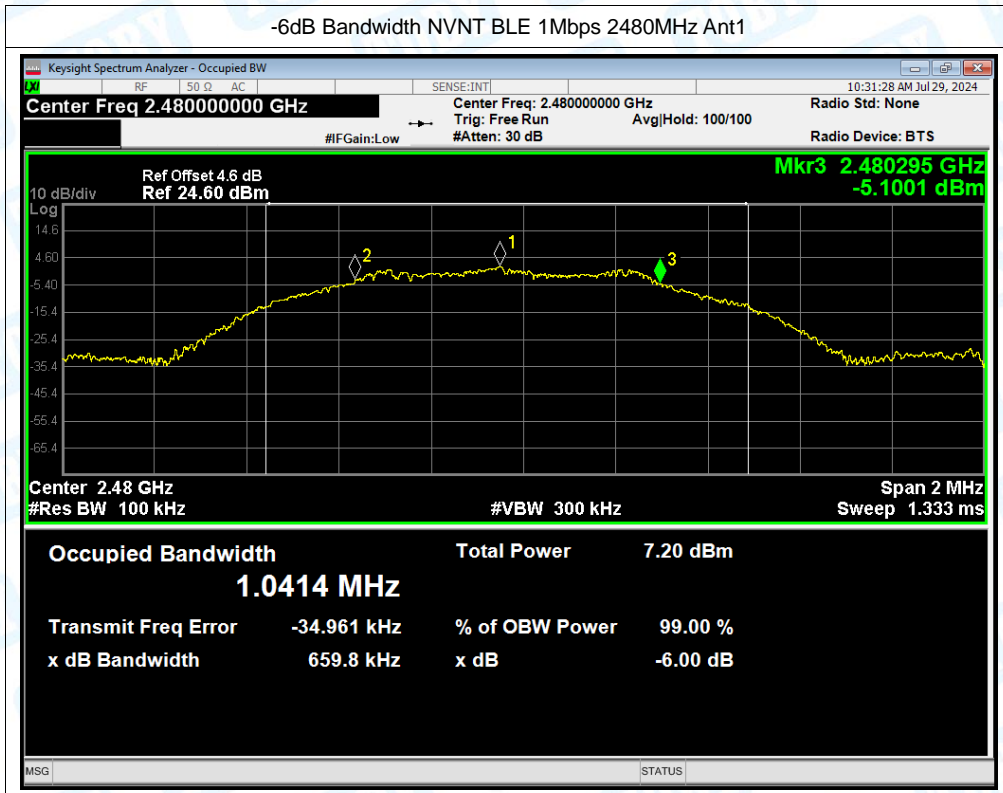 -6dB Bandwidth NVNT BLE 1Mbps 2480MHz Ant1
Keysight Spectrum Analyzer - Occupied BW
LXI RF 50 Ω AC SENSE:INT 10:31:28 AM Jul 29, 2024
Center Freq 2.480000000 GHz Center Freq: 2.480000000 GHz Radio Std: None
Trig: Free Run Avg|Hold: 100/100
#IFGain:Low #Atten: 30 dB Radio Device: BTS
Mkr3 2.480295 GHz
Ref Offset 4.6 dB
10 dB/div Ref 24.60 dBm -5.1001 dBm
Log
14.6
1
4.60
2
3
-5.40
-15.4
-25.4
-35.4
-45.4
-55.4
-65.4
Center 2.48 GHz Span 2 MHz
#Res BW 100 kHz #VBW 300 kHz Sweep 1.333 ms
Occupied Bandwidth Total Power 7.20 dBm
1.0414 MHz
Transmit Freq Error -34.961 kHz % of OBW Power 99.00 %
x dB Bandwidth 659.8 kHz x dB -6.00 dB
MSG STATUS